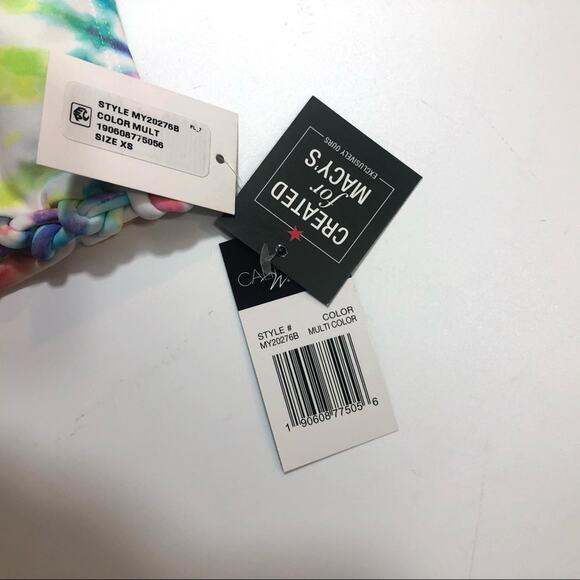 STYLE MY20276B
COLOR MULT
190608775056
SIZE XS
FL_7
CREATED
for
MACY'S
EXCLUSIVELY OURS
STYLE #
MY20276B
COLOR
MULTI COLOR
1 90608 77505 6